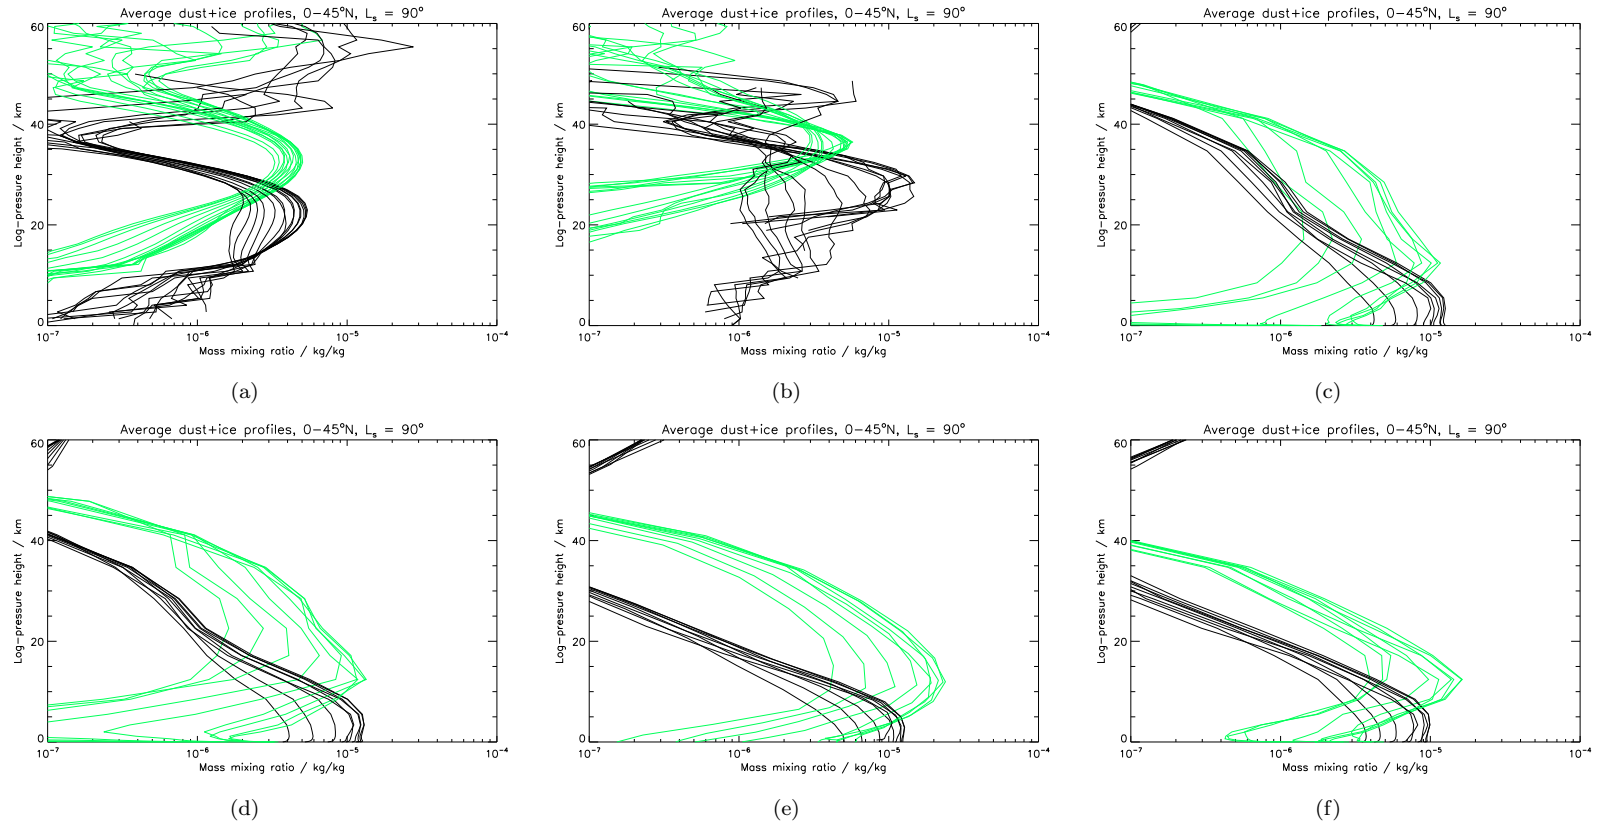 Average dust+ice profiles, 0–45°N, Ls = 90°
Average dust+ice profiles, 0–45°N, Ls = 90°
Average dust+ice profiles, 0–45°N, Ls = 90°
60
40
20
0
Log–pressure height / km
10⁻⁷
10⁻⁶
10⁻⁵
10⁻⁴
Mass mixing ratio / kg/kg
60
40
20
0
Log–pressure height / km
10⁻⁷
10⁻⁶
10⁻⁵
10⁻⁴
Mass mixing ratio / kg/kg
60
40
20
0
Log–pressure height / km
10⁻⁷
10⁻⁶
10⁻⁵
10⁻⁴
Mass mixing ratio / kg/kg
(a)
(b)
(c)
Average dust+ice profiles, 0–45°N, Ls = 90°
Average dust+ice profiles, 0–45°N, Ls = 90°
Average dust+ice profiles, 0–45°N, Ls = 90°
60
40
20
0
Log–pressure height / km
10⁻⁷
10⁻⁶
10⁻⁵
10⁻⁴
Mass mixing ratio / kg/kg
60
40
20
0
Log–pressure height / km
10⁻⁷
10⁻⁶
10⁻⁵
10⁻⁴
Mass mixing ratio / kg/kg
60
40
20
0
Log–pressure height / km
10⁻⁷
10⁻⁶
10⁻⁵
10⁻⁴
Mass mixing ratio / kg/kg
(d)
(e)
(f)